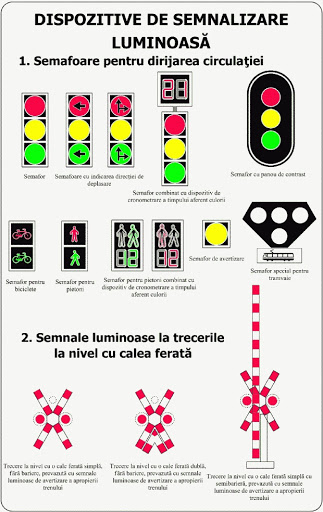 DISPOZITIVE DE SEMNALIZARE
LUMINOASĂ
1. Semafoare pentru dirijarea circulaţiei
21
Semafor
Semafoare cu indicarea direcţiei de
deplasare
Semafor combinat cu dispozitiv de
cronometrare a timpului aferent culorii
Semafor cu panou de contrast
Semafor pentru
biciclete
Semafor pentru
pietoni
Semafor pentru pietoni combinat cu
dispozitiv de cronometrare a timpului
aferent culorii
Semafor de avertizare
Semafor special pentru
tramvaie
2. Semnale luminoase la trecerile
la nivel cu calea ferată
Trecere la nivel cu o cale ferată simplă,
fără bariere, prevazută cu semnale
luminoase de avertizare a apropierii
trenului
Trecere la nivel cu o cale ferată dublă,
fără bariere, prevazută cu semnale
luminoase de avertizare a apropierii
trenului
Trecere la nivel cu o cale ferată simplă cu
semibarieră, prevazută cu semnale
luminoase de avertizare a apropierii
trenului